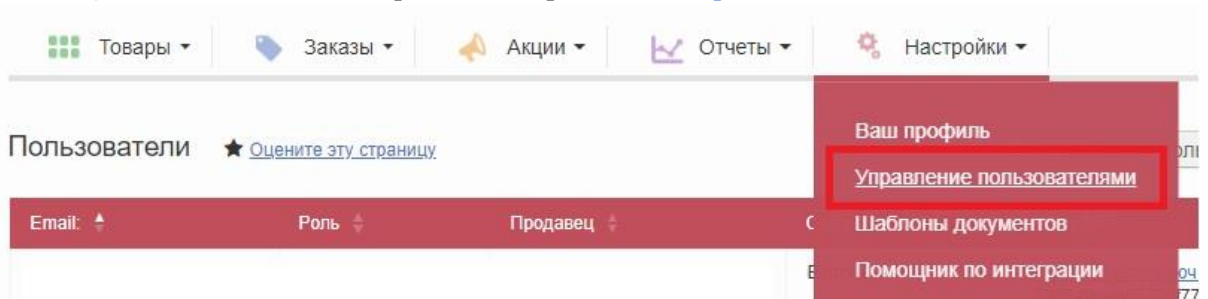 Товары Заказы Акции Отчеты Настройки
Ваш профиль
Пользователи Оцените эту страницу
Управление пользователями
Email: Роль Продавец
Шаблоны документов
Помощник по интеграции